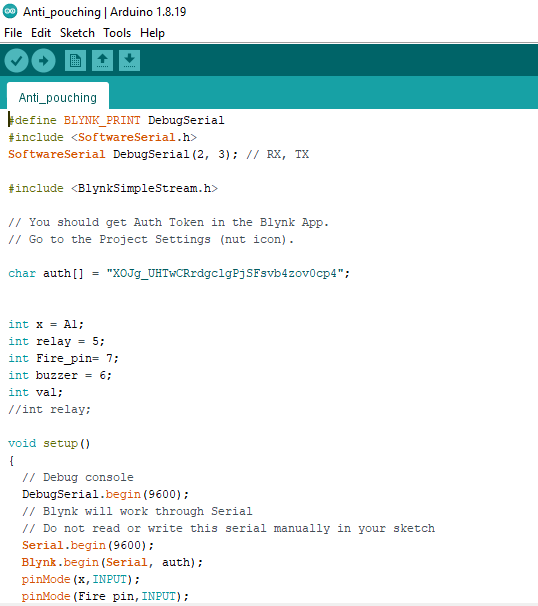 Anti_pouching | Arduino 1.8.19
File Edit Sketch Tools Help
Anti_pouching
#define BLYNK_PRINT DebugSerial
#include <SoftwareSerial.h>
SoftwareSerial DebugSerial(2, 3); // RX, TX
#include <BlynkSimpleStream.h>
// You should get Auth Token in the Blynk App.
// Go to the Project Settings (nut icon).
char auth[] = "XOJg_UHTwCRrdgclgPjSFsvb4zov0cp4";
int x = A1;
int relay = 5;
int Fire_pin= 7;
int buzzer = 6;
int val;
//int relay;
void setup()
{
// Debug console
DebugSerial.begin(9600);
// Blynk will work through Serial
// Do not read or write this serial manually in your sketch
Serial.begin(9600);
Blynk.begin(Serial, auth);
pinMode(x,INPUT);
pinMode(Fire_pin,INPUT);